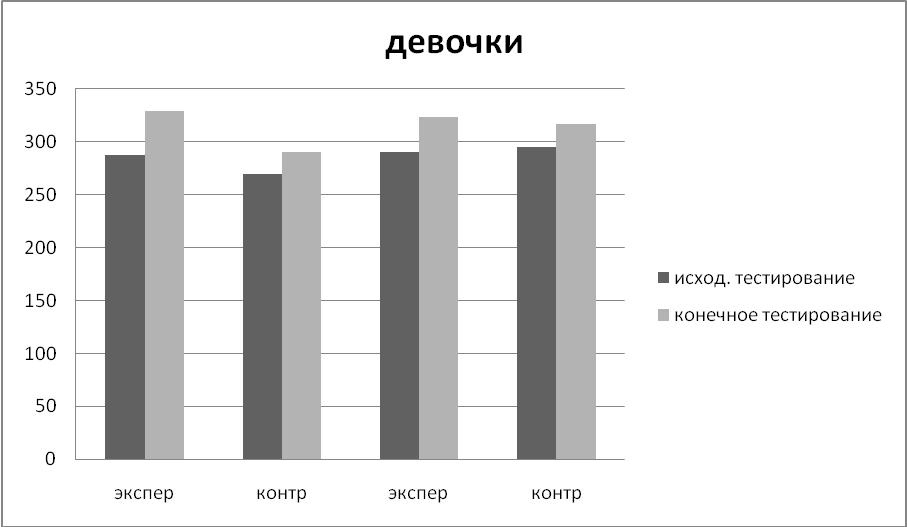 девочки
350
300
250
200
150
100
50
0
экспер контр экспер контр
исход. тестирование
конечное тестирование